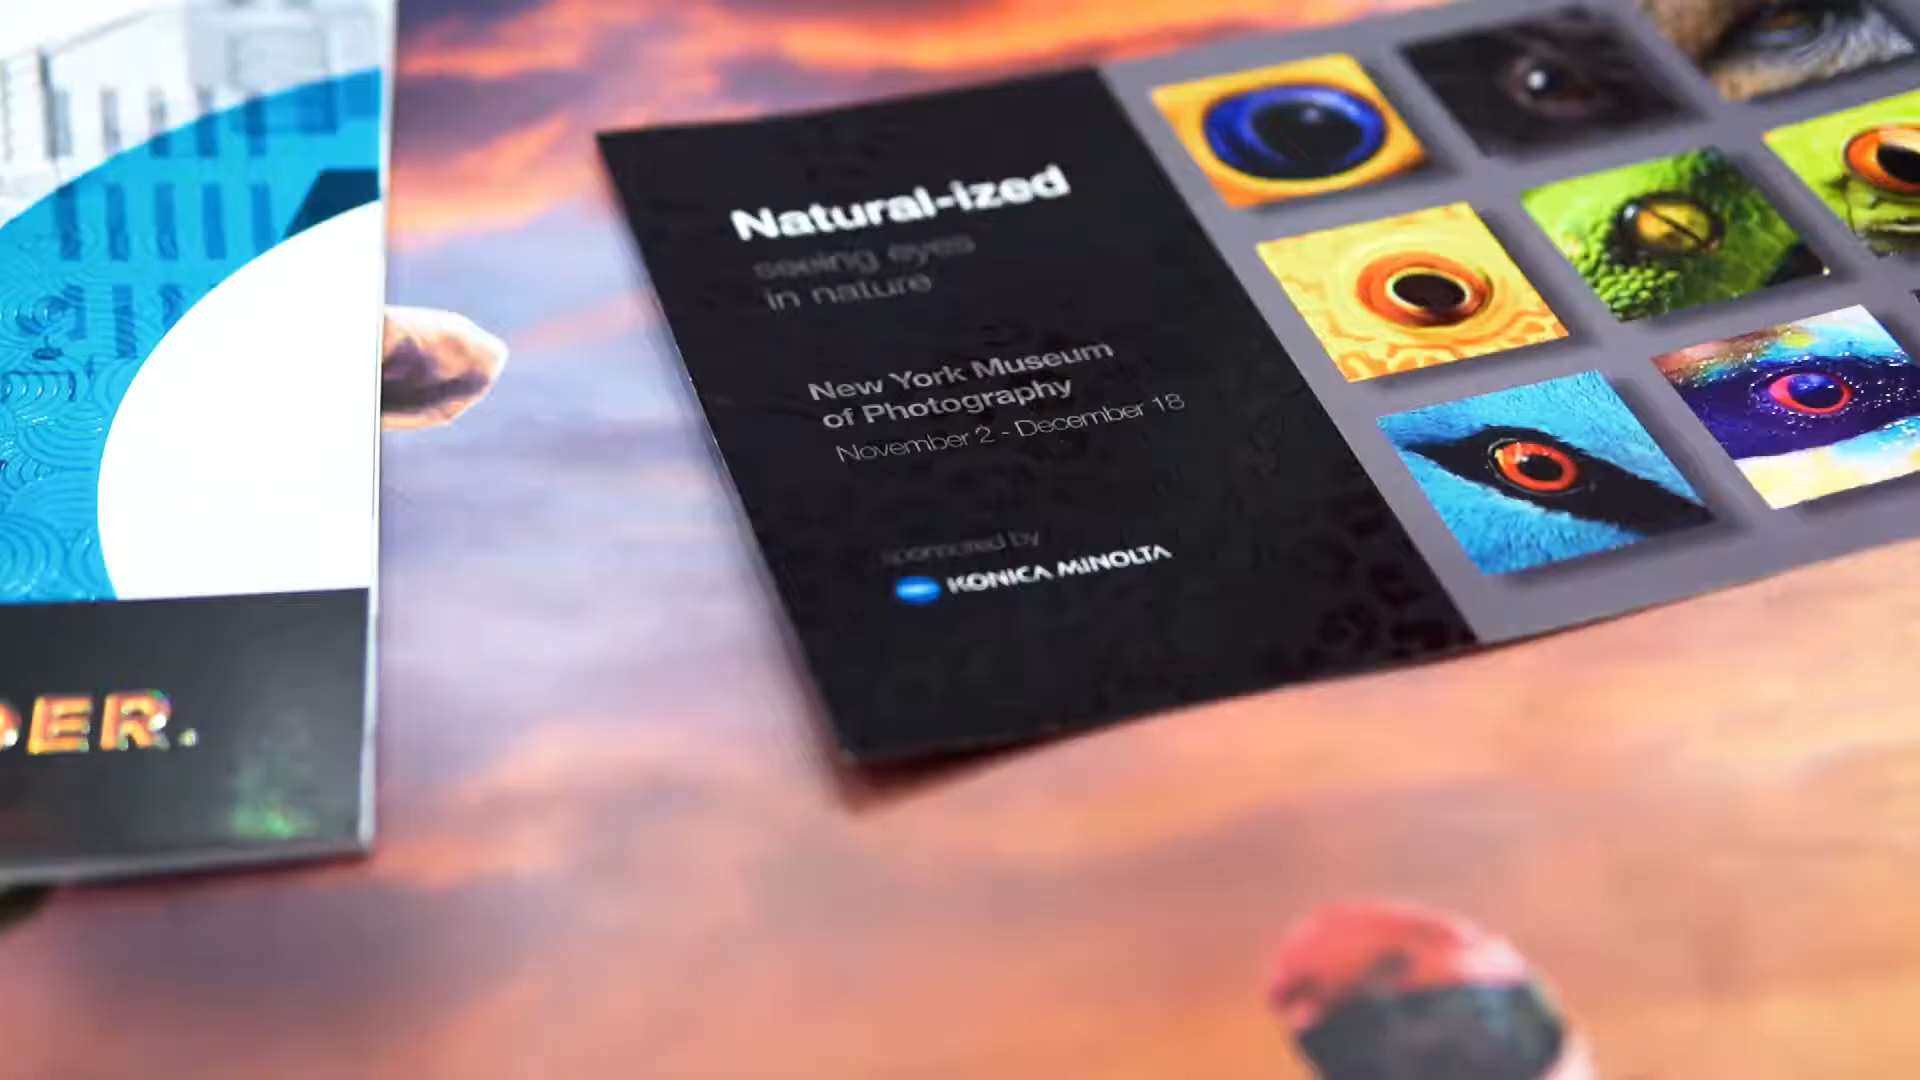 Natural-ized
seeing eyes
in nature
New York Museum
of Photography
November 2 - December 18
sponsored by
KONICA MINOLTA
DER.